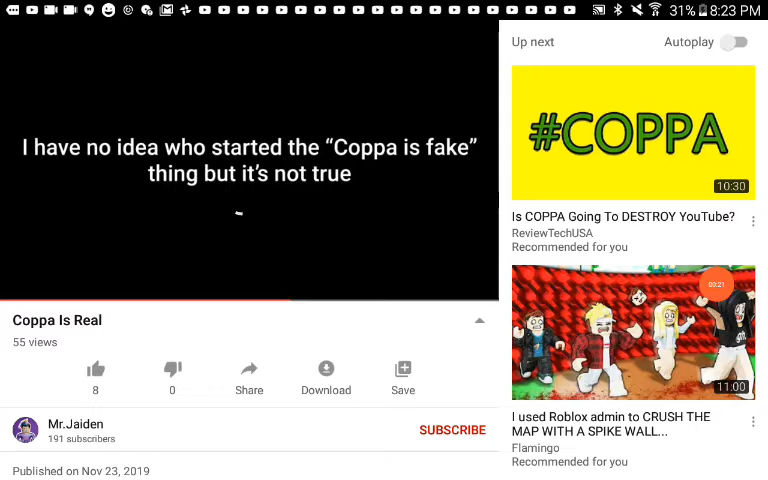 31% 8:23 PM
I have no idea who started the “Coppa is fake”
thing but it’s not true
Coppa Is Real
55 views
8
0
Share
Download
Save
Mr.Jaiden
191 subscribers
SUBSCRIBE
Published on Nov 23, 2019
Up next
Autoplay
#COPPA
10:30
Is COPPA Going To DESTROY YouTube?
ReviewTechUSA
Recommended for you
00:21
11:00
I used Roblox admin to CRUSH THE
MAP WITH A SPIKE WALL...
Flamingo
Recommended for you